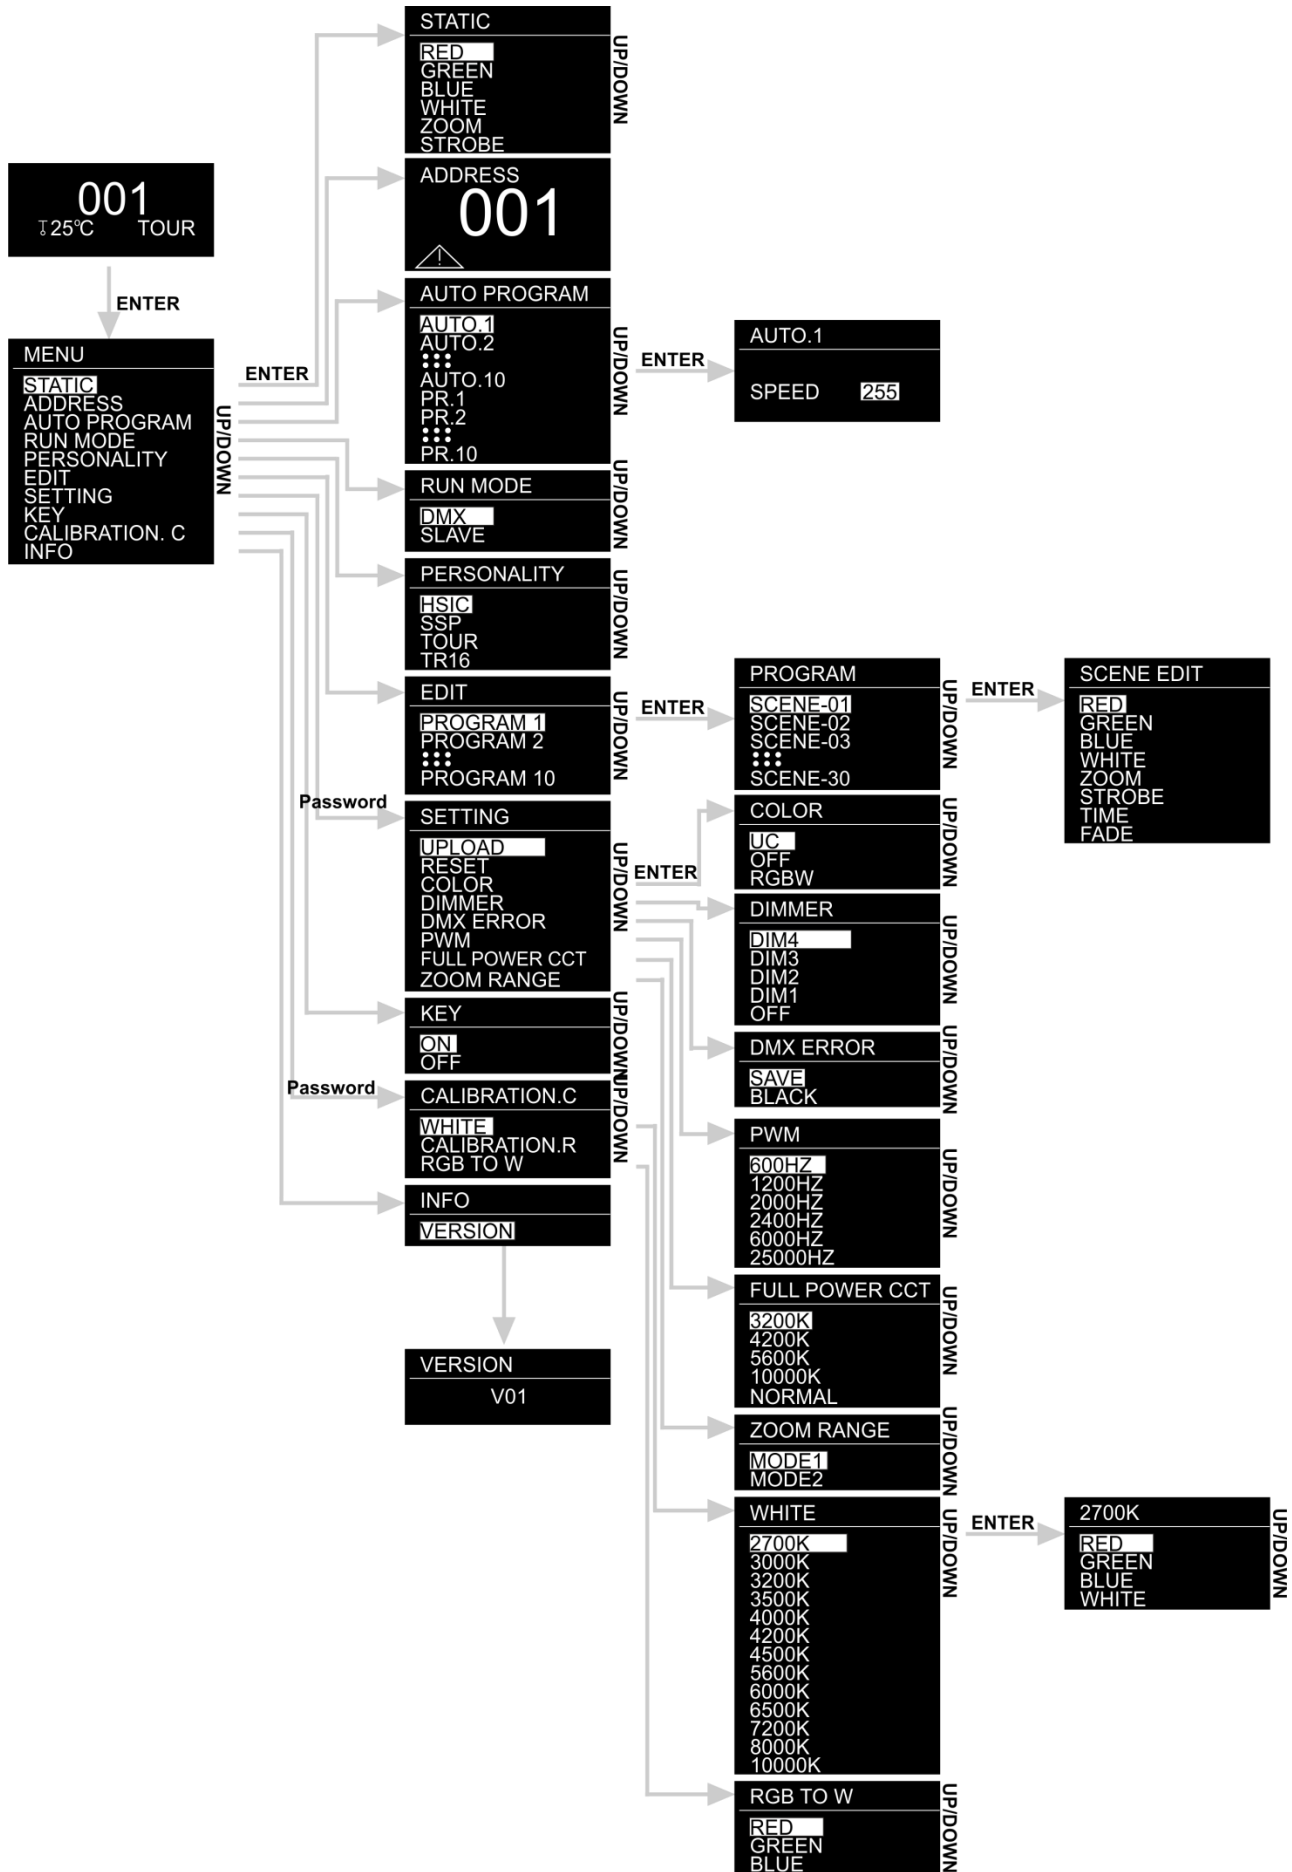 001
25°C TOUR
ENTER
MENU
STATIC
ADDRESS
AUTO PROGRAM
RUN MODE
PERSONALITY
EDIT
SETTING
KEY
CALIBRATION. C
INFO
UP/DOWN
ENTER
STATIC
RED
GREEN
BLUE
WHITE
ZOOM
STROBE
UP/DOWN
ADDRESS
001
!
AUTO PROGRAM
AUTO.1
AUTO.2
AUTO.10
PR.1
PR.2
PR.10
UP/DOWN
ENTER
AUTO.1
SPEED 255
RUN MODE
DMX
SLAVE
UP/DOWN
PERSONALITY
HSIC
SSP
TOUR
TR16
UP/DOWN
EDIT
PROGRAM 1
PROGRAM 2
PROGRAM 10
UP/DOWN
ENTER
PROGRAM
SCENE-01
SCENE-02
SCENE-03
SCENE-30
UP/DOWN
ENTER
SCENE EDIT
RED
GREEN
BLUE
WHITE
ZOOM
STROBE
TIME
FADE
Password
SETTING
UPLOAD
RESET
COLOR
DIMMER
DMX ERROR
PWM
FULL POWER CCT
ZOOM RANGE
UP/DOWN
ENTER
COLOR
UC
OFF
RGBW
UP/DOWN
DIMMER
DIM4
DIM3
DIM2
DIM1
OFF
UP/DOWN
DMX ERROR
SAVE
BLACK
UP/DOWN
PWM
600HZ
1200HZ
2000HZ
2400HZ
6000HZ
25000HZ
UP/DOWN
FULL POWER CCT
3200K
4200K
5600K
10000K
NORMAL
UP/DOWN
ZOOM RANGE
MODE1
MODE2
UP/DOWN
KEY
ON
OFF
UP/DOWN
Password
CALIBRATION.C
WHITE
CALIBRATION.R
RGB TO W
UP/DOWN
WHITE
2700K
3000K
3200K
3500K
4000K
4200K
4500K
5600K
6000K
6500K
7200K
8000K
10000K
UP/DOWN
ENTER
2700K
RED
GREEN
BLUE
WHITE
UP/DOWN
RGB TO W
RED
GREEN
BLUE
UP/DOWN
INFO
VERSION
VERSION
V01